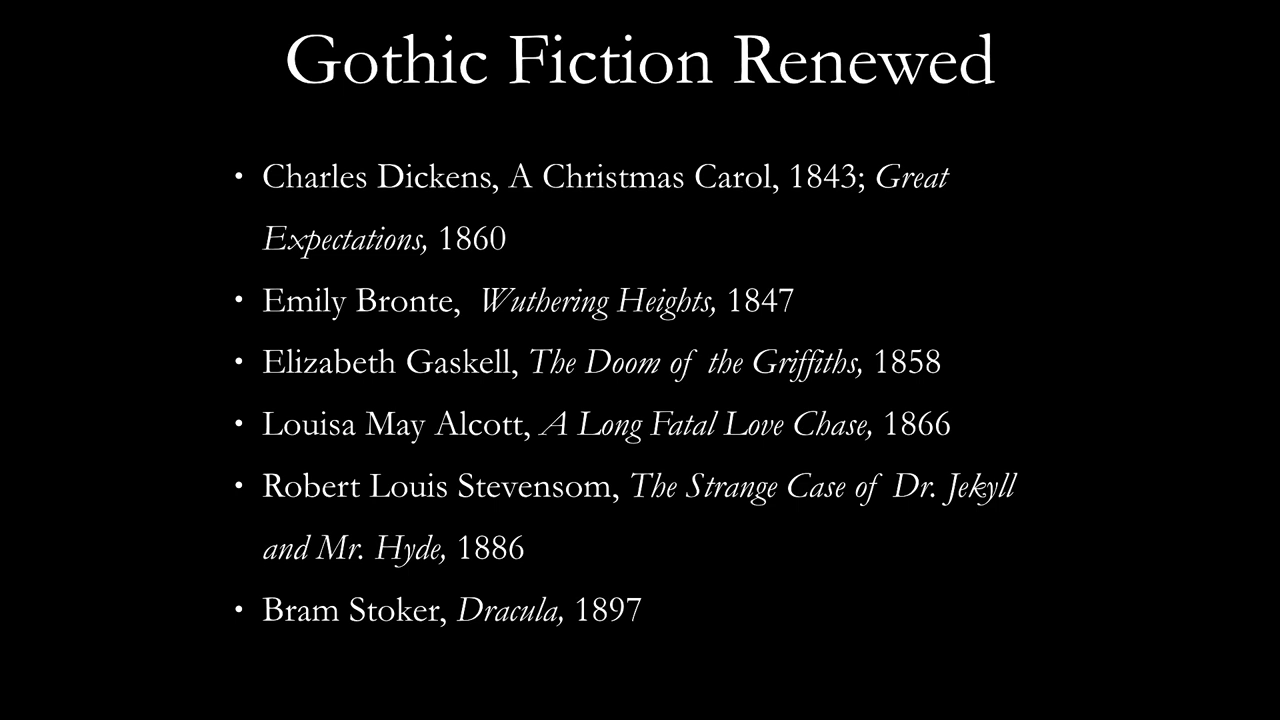 Gothic Fiction Renewed
• Charles Dickens, A Christmas Carol, 1843; Great
Expectations, 1860
• Emily Bronte, Wuthering Heights, 1847
• Elizabeth Gaskell, The Doom of the Griffiths, 1858
• Louisa May Alcott, A Long Fatal Love Chase, 1866
• Robert Louis Stevensom, The Strange Case of Dr. Jekyll
and Mr. Hyde, 1886
• Bram Stoker, Dracula, 1897